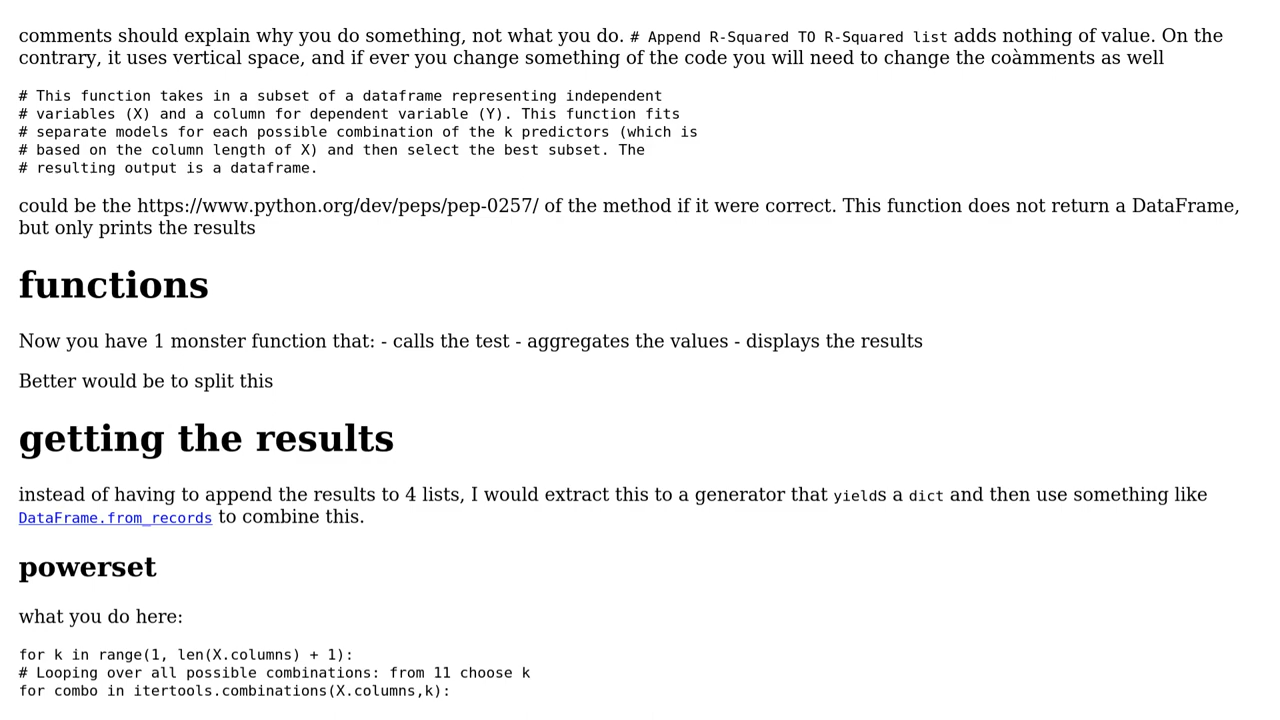 comments should explain why you do something, not what you do. # Append R-Squared TO R-Squared list adds nothing of value. On the
contrary, it uses vertical space, and if ever you change something of the code you will need to change the coàmments as well
# This function takes in a subset of a dataframe representing independent
# variables (X) and a column for dependent variable (Y). This function fits
# separate models for each possible combination of the k predictors (which is
# based on the column length of X) and then select the best subset. The
# resulting output is a dataframe.
could be the https://www.python.org/dev/peps/pep-0257/ of the method if it were correct. This function does not return a DataFrame,
but only prints the results
functions
Now you have 1 monster function that: - calls the test - aggregates the values - displays the results
Better would be to split this
getting the results
instead of having to append the results to 4 lists, I would extract this to a generator that yields a dict and then use something like
DataFrame.from_records to combine this.
powerset
what you do here:
for k in range(1, len(X.columns) + 1):
# Looping over all possible combinations: from 11 choose k
for combo in itertools.combinations(X.columns,k):